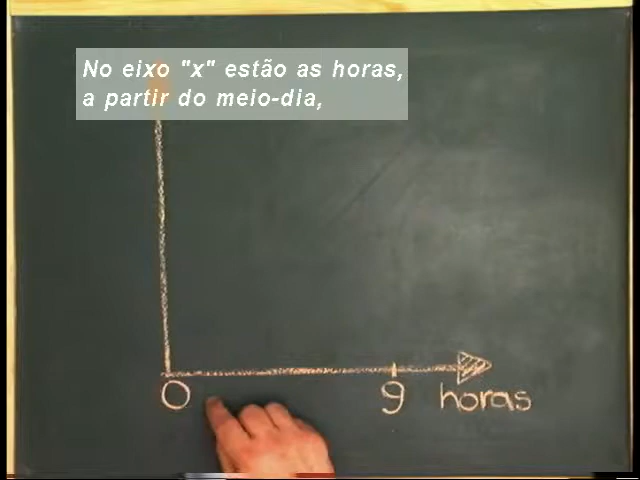 No eixo "x" estão as horas,
a partir do meio-dia,
0 9 horas